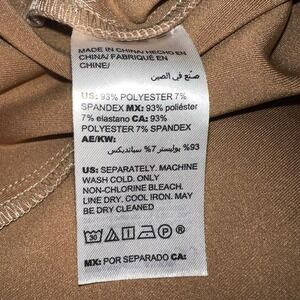 MADE IN CHINA/ HECHO EN
CHINA/ FABRIQUÉ EN
CHINE/
صنع في الصين
US: 93% POLYESTER 7%
SPANDEX MX: 93% poliéster
7% elastano CA: 93%
POLYESTER 7% SPANDEX
AE/KW:
93% بوليستر 7% سبانديكس
US: SEPARATELY. MACHINE
WASH COLD. ONLY
NON-CHLORINE BLEACH.
LINE DRY. COOL IRON. MAY
BE DRY CLEANED
30 P
MX: POR SEPARADO CA: